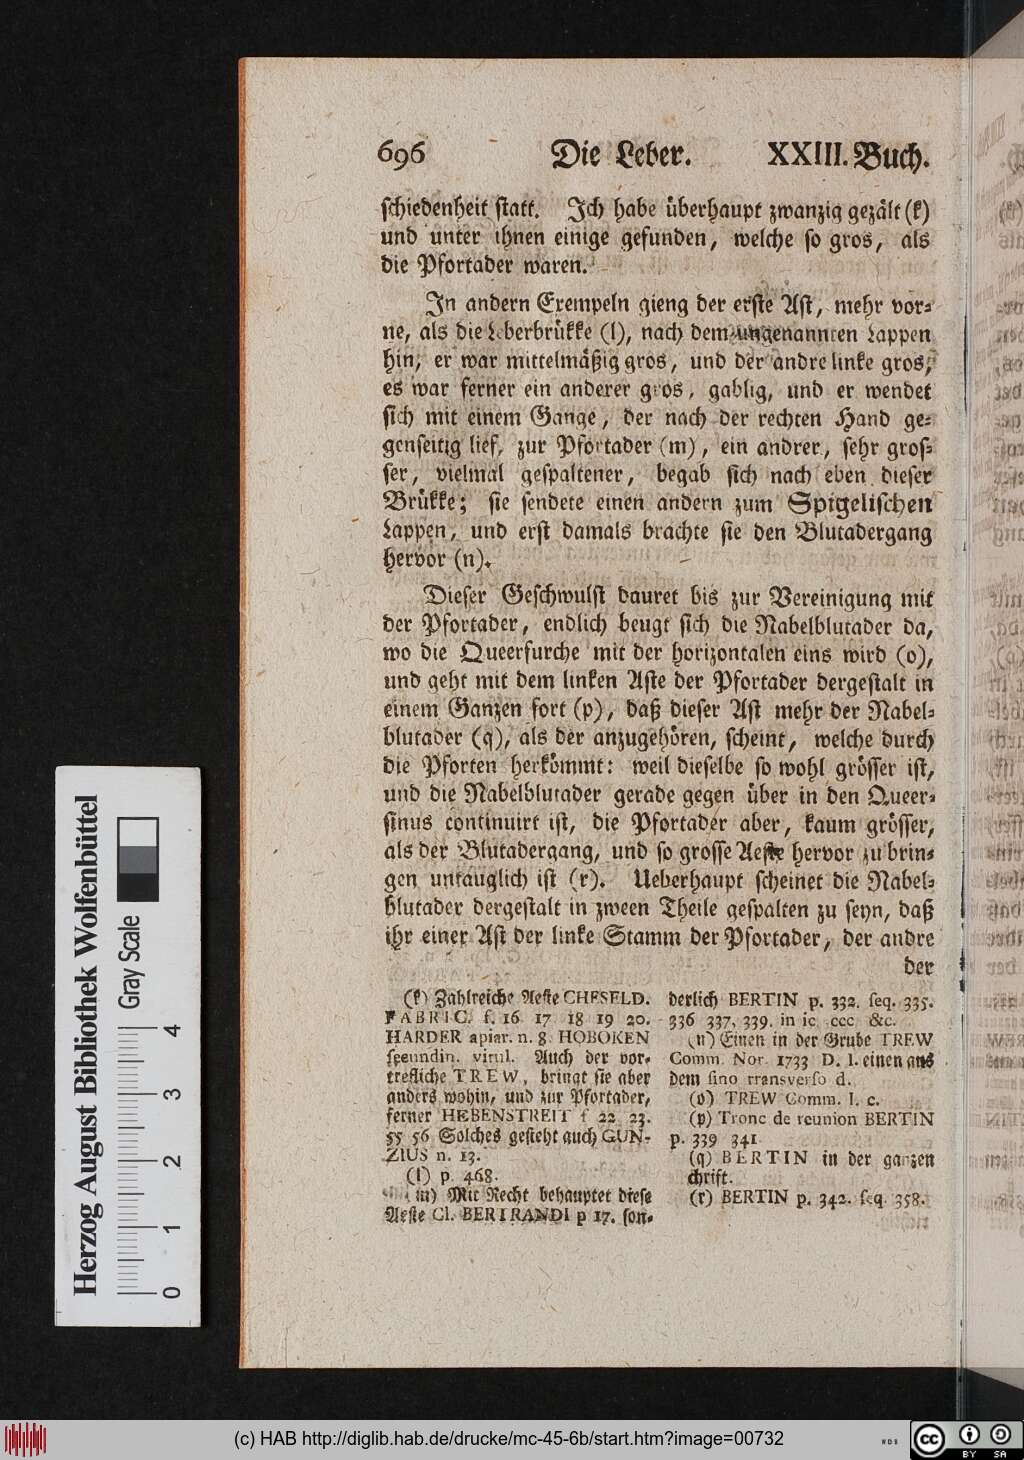 696 Die Leber. XXIII. Buch.
schiedenheit statt. Ich habe überhaupt zwanzig gezält (k)
und unter ihnen einige gefunden, welche so gros, als
die Pfortader waren.
In andern Exempeln gieng der erste Ast, mehr vor-
ne, als die Leberbrükke (l), nach dem ungenannten Lappen
hin, er war mittelmäßig gros, und der andre linke gros,
es war ferner ein anderer gros, gablig, und er wendet
sich mit einem Gange, der nach der rechten Hand ge-
genseitig lief, zur Pfortader (m), ein andrer, sehr gros-
ser, vielmal gespaltener, begab sich nach eben dieser
Brükke; sie sendete einen andern zum Spigelischen
Lappen, und erst damals brachte sie den Blutadergang
hervor (n).
Dieser Geschwulst dauret bis zur Vereinigung mit
der Pfortader, endlich beugt sich die Nabelblutader da,
wo die Queerfurche mit der horizontalen eins wird (o),
und geht mit dem linken Aste der Pfortader dergestalt in
einem Ganzen fort (p), daß dieser Ast mehr der Nabel-
blutader (q), als der anzugehören, scheint, welche durch
die Pforten herkömmt: weil dieselbe so wohl grösser ist,
und die Nabelblutader gerade gegen über in den Queer-
sinus continuirt ist, die Pfortader aber, kaum grösser,
als der Blutadergang, und so grosse Aeste hervor zu brin-
gen untauglich ist (r). Ueberhaupt scheinet die Nabel-
blutader dergestalt in zween Theile gespalten zu seyn, daß
ihr einer Ast der linke Stamm der Pfortader, der andre
der
(k) Zahlreiche Aeste CHESELD.
FABRIC. f. 16 17 18 19 20.
HARDER apiar. n. 8. HOBOKEN
secundin. vitul. Auch der vor-
trefliche TREW, bringt sie aber
anders wohin, und zur Pfortader,
ferner HEBENSTREIT f 22 23.
55 56 Solches gesteht auch GUN-
ZIUS n. 13.
(l) p. 468.
(m) Mit Recht behauptet diese
Aeste Cl. BERTRANDI p 17. son-
derlich BERTIN p. 332. seq. 335.
336 337, 339. in ic ccc &c.
(n) Einen in der Grube TREW
Comm. Nor. 1733 D. 1. einen aus
dem sino transverso d.
(o) TREW Comm. l. c.
(p) Tronc de reunion BERTIN
p. 339 341
(q) BERTIN in der ganzen
chrift.
(r) BERTIN p. 342. seq. 358.
Herzog August Bibliothek Wolfenbüttel
Gray Scale
0 1 2 3 4
(c) HAB http://diglib.hab.de/drucke/mc-45-6b/start.htm?image=00732
cc
BY SA